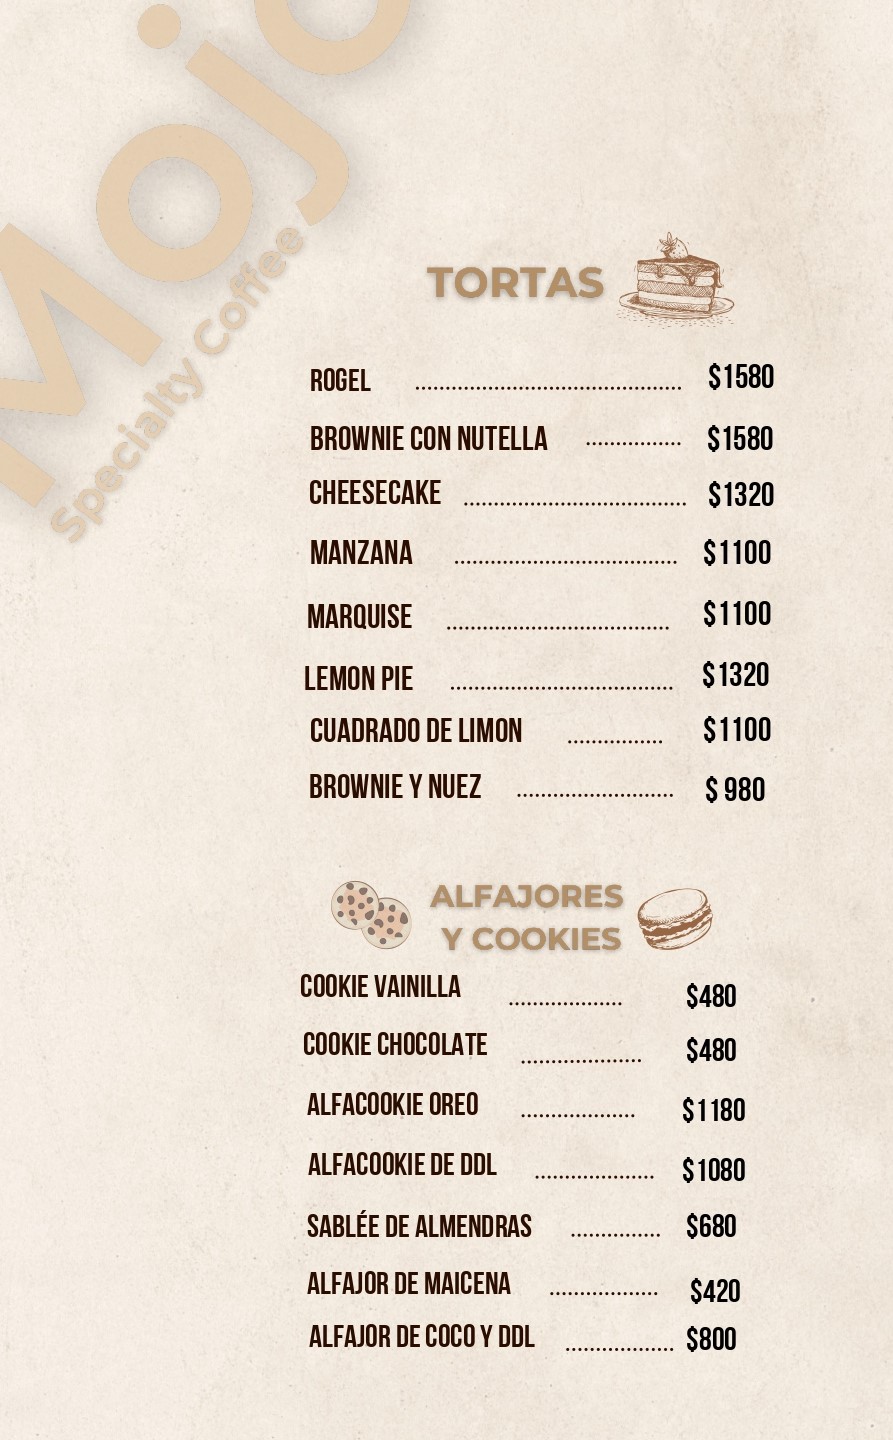 Mojo
Specialty Coffee
TORTAS
ROGEL ................................. $1580
BROWNIE CON NUTELLA ............ $1580
CHEESECAKE ............................ $1320
MANZANA ............................ $1100
MARQUISE ............................ $1100
LEMON PIE ............................ $1320
CUADRADO DE LIMON ............ $1100
BROWNIE Y NUEZ .................... $ 980
ALFAJORES
Y COOKIES
COOKIE VAINILLA ............... $480
COOKIE CHOCOLATE ............... $480
ALFACOOKIE OREO ............... $1180
ALFACOOKIE DE DDL ............... $1080
SABLÉE DE ALMENDRAS ............ $680
ALFAJOR DE MAICENA .............. $420
ALFAJOR DE COCO Y DDL .............. $800